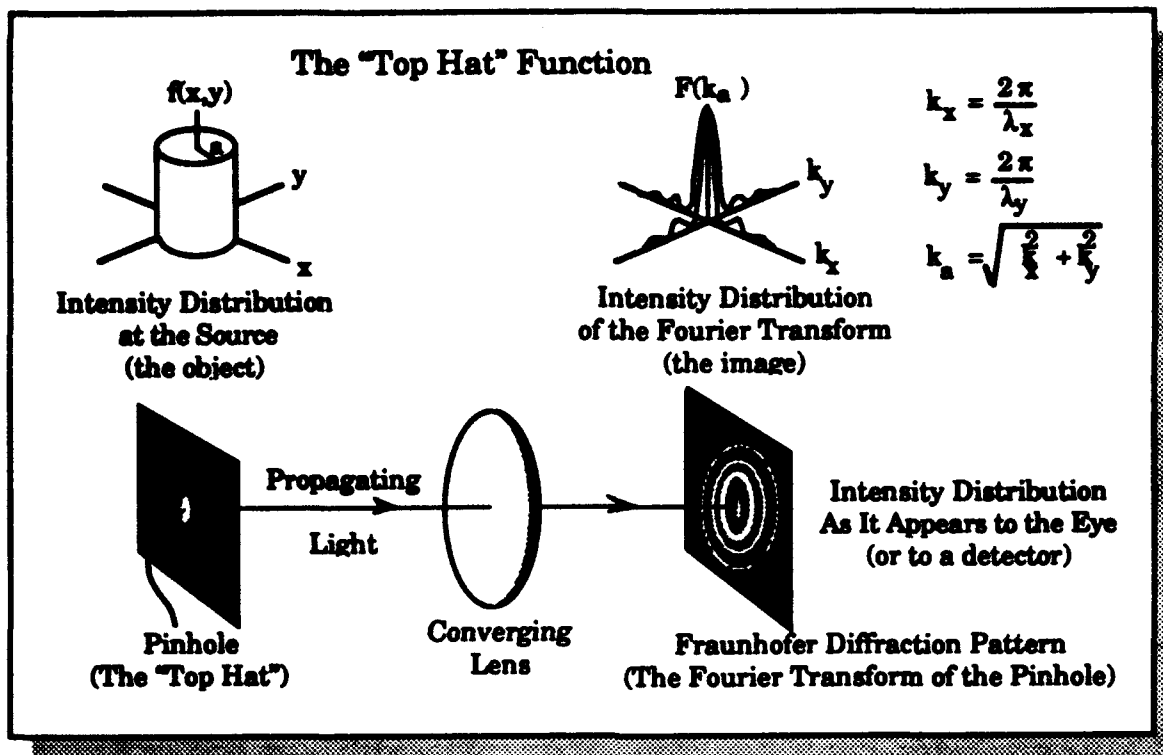 The "Top Hat" Function
f(x,y)
a
y
x
Intensity Distribution
at the Source
(the object)
F(kₐ)
k_y
k_x
Intensity Distribution
of the Fourier Transform
(the image)
k_x = 2π/λ_x
k_y = 2π/λ_y
k_a = √(k_x² + k_y²)
Propagating
Light
Pinhole
(The "Top Hat")
Converging
Lens
Intensity Distribution
As It Appears to the Eye
(or to a detector)
Fraunhofer Diffraction Pattern
(The Fourier Transform of the Pinhole)